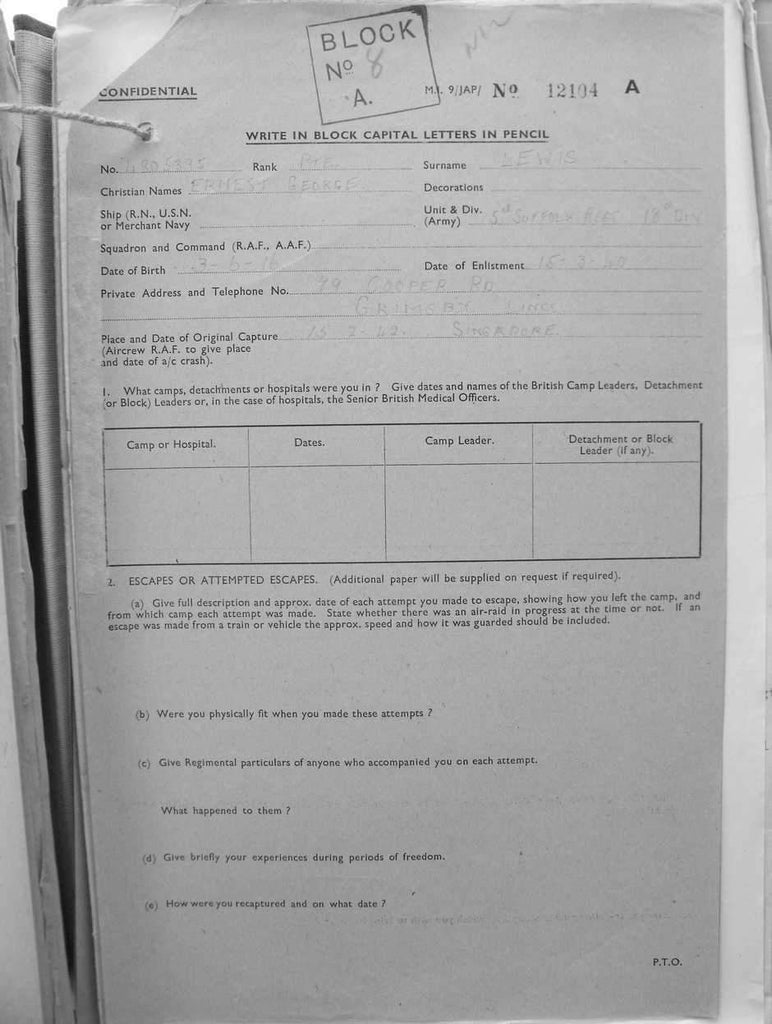 BLOCK
Nº 8
A.
CONFIDENTIAL
M.I. 9/JAP/ Nº 12104 A
WRITE IN BLOCK CAPITAL LETTERS IN PENCIL
No. Rank PTE. Surname LEWIS
Christian Names ERNEST GEORGE Decorations
Ship (R.N., U.S.N. or Merchant Navy
Unit & Div. (Army) 5th SUFFOLK 18th DIV
Squadron and Command (R.A.F., A.A.F.)
Date of Birth 3-6-16 Date of Enlistment 15-3-40
Private Address and Telephone No. 99 COOPER RD
GRIMSBY LINCS
Place and Date of Original Capture 15 2-42. SINGAPORE.
(Aircrew R.A.F. to give place
and date of a/c crash).
1. What camps, detachments or hospitals were you in ? Give dates and names of the British Camp Leaders, Detachment
(or Block) Leaders or, in the case of hospitals, the Senior British Medical Officers.
Camp or Hospital. Dates. Camp Leader. Detachment or Block
Leader (if any).
2. ESCAPES OR ATTEMPTED ESCAPES. (Additional paper will be supplied on request if required).
(a) Give full description and approx. date of each attempt you made to escape, showing how you left the camp, and
from which camp each attempt was made. State whether there was an air-raid in progress at the time or not. If an
escape was made from a train or vehicle the approx. speed and how it was guarded should be included.
(b) Were you physically fit when you made these attempts ?
(c) Give Regimental particulars of anyone who accompanied you on each attempt.
What happened to them ?
(d) Give briefly your experiences during periods of freedom.
(e) How were you recaptured and on what date ?
P.T.O.